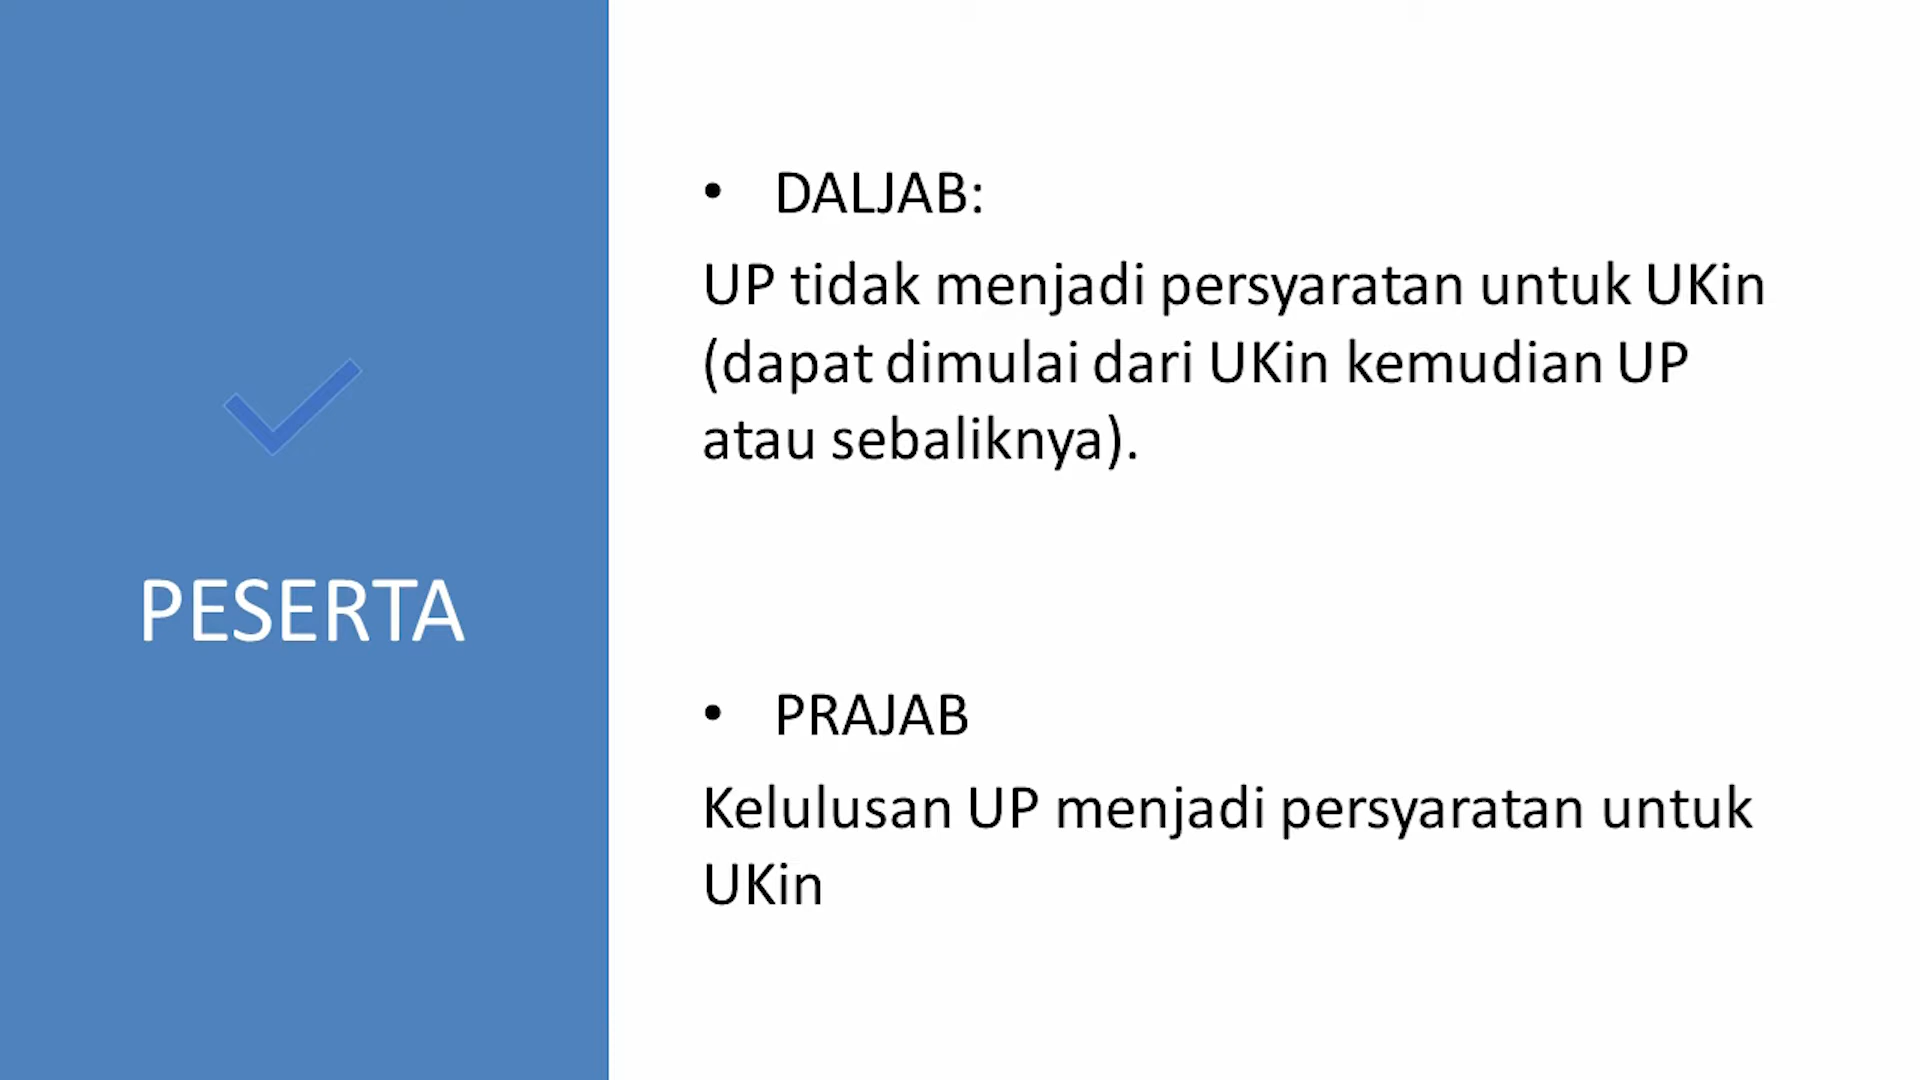 PESERTA
• DALJAB:
UP tidak menjadi persyaratan untuk UKin
(dapat dimulai dari UKin kemudian UP
atau sebaliknya).
• PRAJAB
Kelulusan UP menjadi persyaratan untuk
UKin